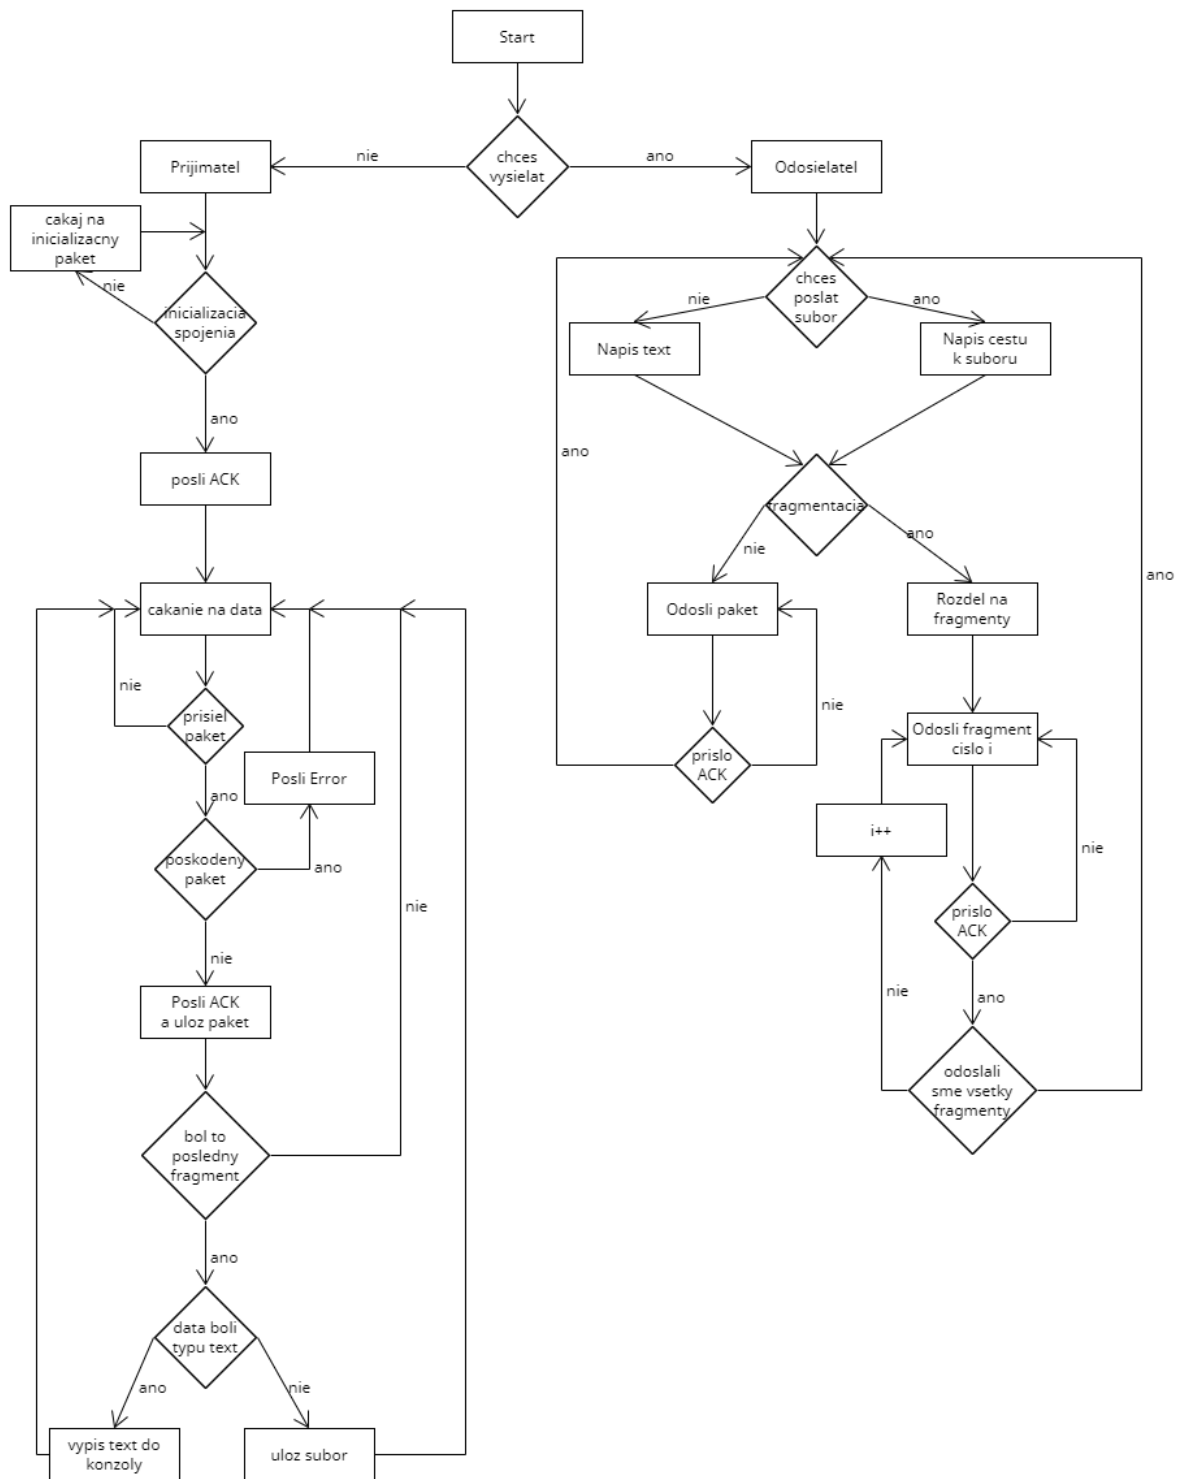 Start
chces
vysielat
nie
ano
Prijimatel
Odosielatel
cakaj na
inicializacny
paket
nie
inicializacia
spojenia
ano
posli ACK
cakanie na data
nie
prisiel
paket
ano
Posli Error
poskodeny
paket
ano
nie
nie
Posli ACK
a uloz paket
bol to
posledny
fragment
ano
data boli
typu text
ano
nie
vypis text do
konzoly
uloz subor
chces
poslat
subor
nie
ano
Napis text
Napis cestu
k suboru
ano
fragmentacia
nie
ano
ano
Odosli paket
Rozdel na
fragmenty
nie
prislo
ACK
Odosli fragment
cislo i
i++
nie
prislo
ACK
nie
ano
odoslali
sme vsetky
fragmenty